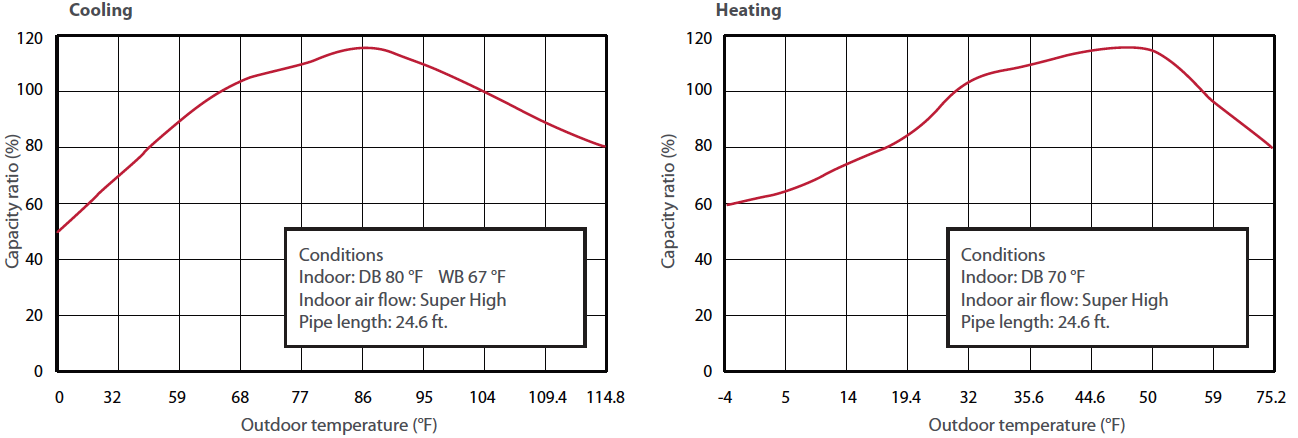 Cooling
120
100
80
60
40
20
0
Capacity ratio (%)
Conditions
Indoor: DB 80 °F WB 67 °F
Indoor air flow: Super High
Pipe length: 24.6 ft.
0 32 59 68 77 86 95 104 109.4 114.8
Outdoor temperature (°F)
Heating
120
100
80
60
40
20
0
Capacity ratio (%)
Conditions
Indoor: DB 70 °F
Indoor air flow: Super High
Pipe length: 24.6 ft.
-4 5 14 19.4 32 35.6 44.6 50 59 75.2
Outdoor temperature (°F)